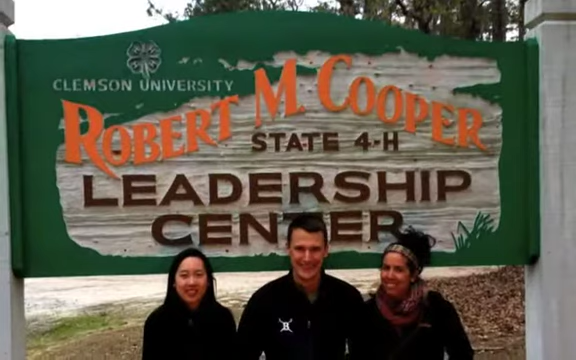 CLEMSON UNIVERSITY
ROBERT M. COOPER
STATE 4-H
LEADERSHIP
CENTER